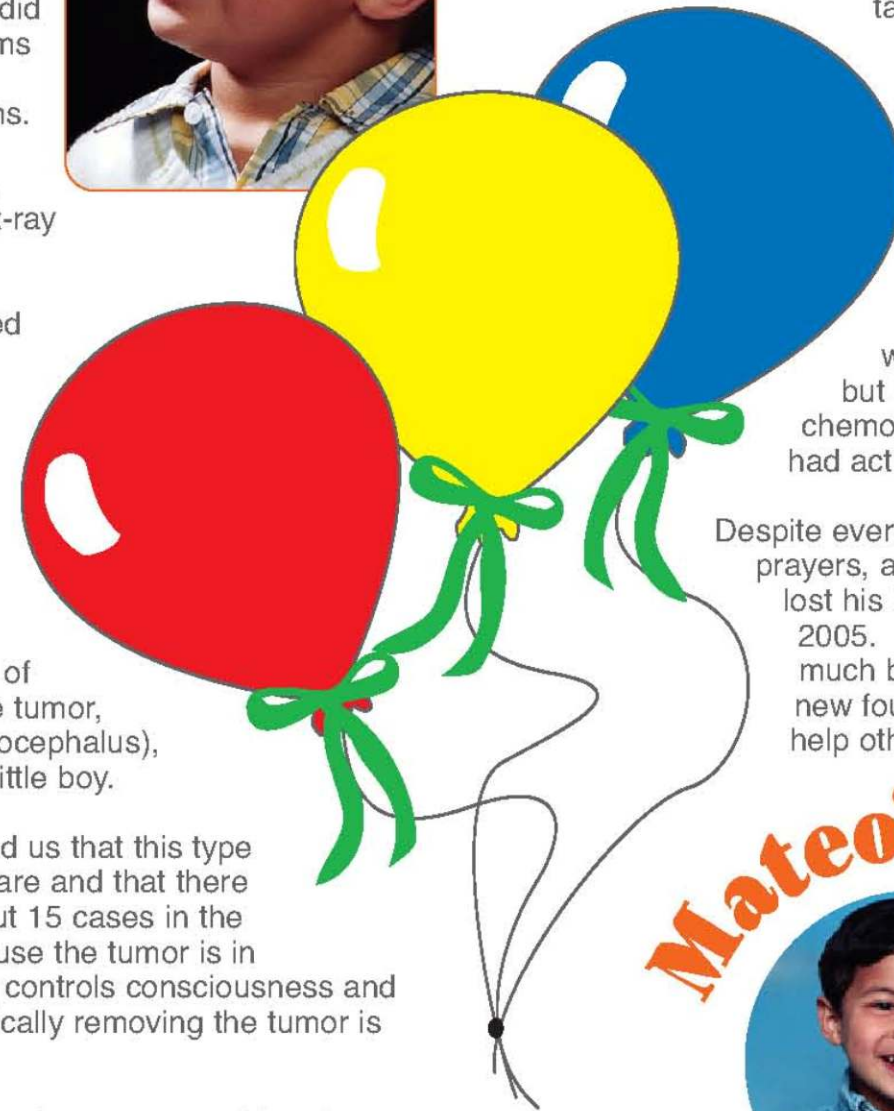 did
ms
ns.
-ray
ed
of
tumor,
ocephalus),
ittle boy.
d us that this type
are and that there
ut 15 cases in the
use the tumor is in
controls consciousness and
cally removing the tumor is
ta
w
but
chemo
had act
Despite ever
prayers, a
lost his
2005.
much b
new fou
help oth
Mateo